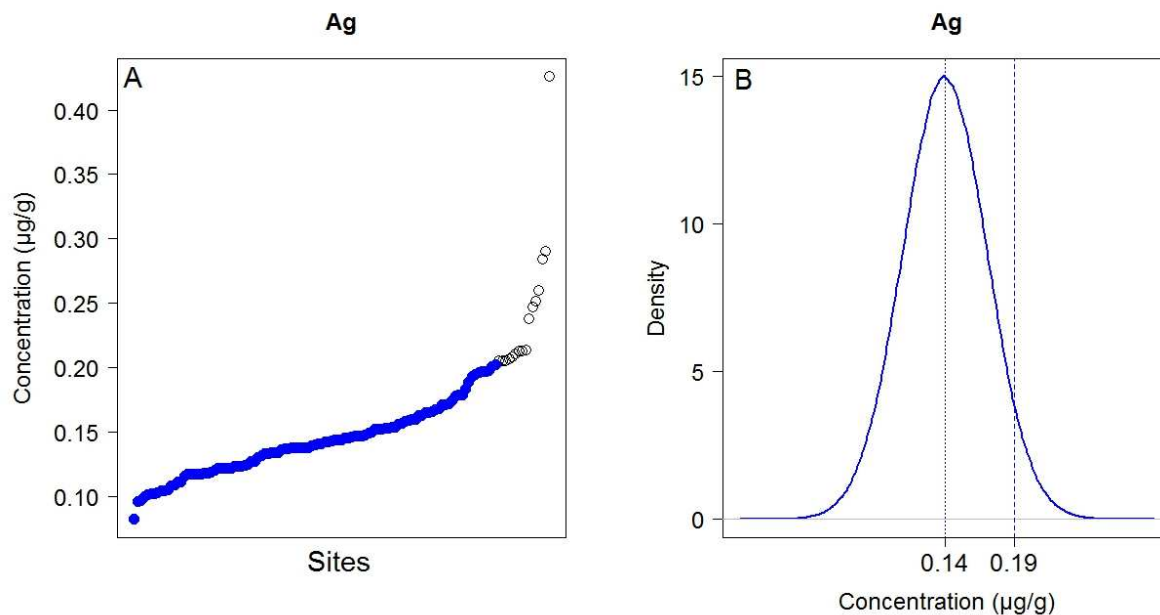 Ag
A
Concentration (µg/g)
0.40
0.35
0.30
0.25
0.20
0.15
0.10
Sites
Ag
B
Density
15
10
5
0
0.14 0.19
Concentration (µg/g)